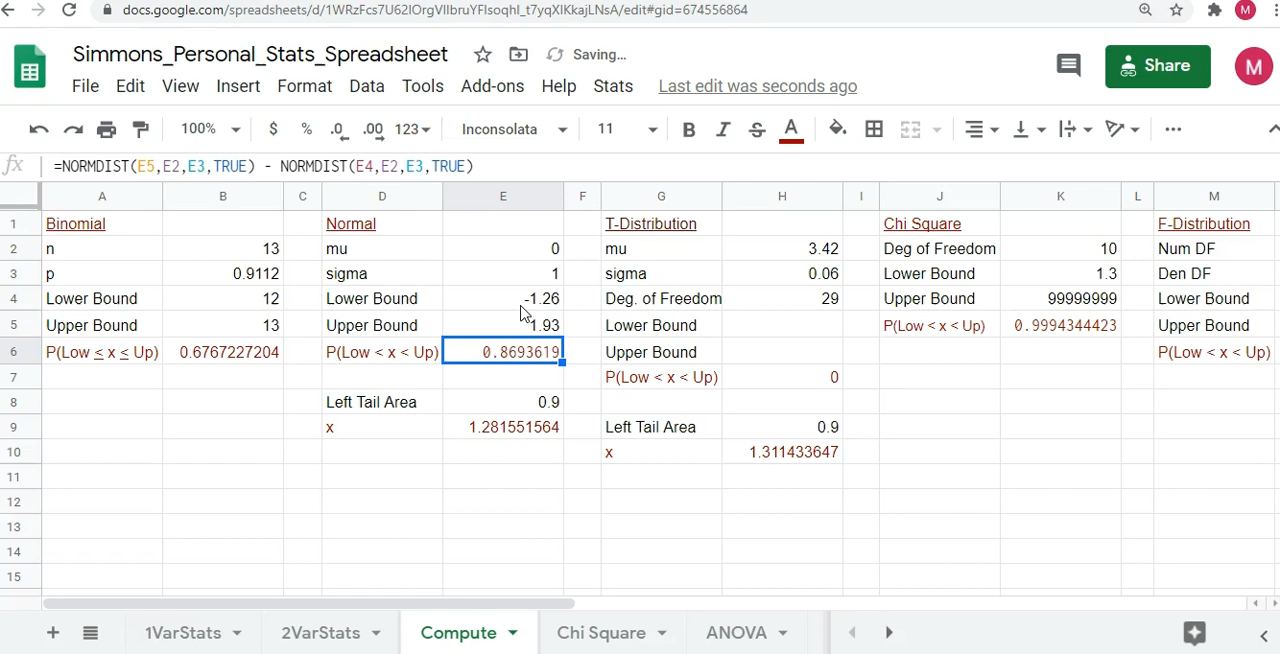 docs.google.com/spreadsheets/d/1WRzFcs7U62IOrgVIIbruYFIsoqhI_t7yqXIKkajLNsA/edit#gid=674556864 M
Simmons_Personal_Stats_Spreadsheet Saving...
File Edit View Insert Format Data Tools Add-ons Help Stats Last edit was seconds ago Share M
100% $ % .0 .00 123 Inconsolata 11 B I S A
fx =NORMDIST(E5,E2,E3,TRUE) - NORMDIST(E4,E2,E3,TRUE)
A B C D E F G H I J K L M
1 Binomial Normal T-Distribution Chi Square F-Distribution
2 n 13 mu 0 mu 3.42 Deg of Freedom 10 Num DF
3 p 0.9112 sigma 1 sigma 0.06 Lower Bound 1.3 Den DF
4 Lower Bound 12 Lower Bound -1.26 Deg. of Freedom 29 Upper Bound 99999999 Lower Bound
5 Upper Bound 13 Upper Bound 1.93 Lower Bound P(Low < x < Up) 0.9994344423 Upper Bound
6 P(Low ≤ x ≤ Up) 0.6767227204 P(Low < x < Up) 0.8693619 Upper Bound P(Low < x < Up)
7 P(Low < x < Up) 0
8 Left Tail Area 0.9
9 x 1.281551564 Left Tail Area 0.9
10 x 1.311433647
11
12
13
14
15
1VarStats 2VarStats Compute Chi Square ANOVA